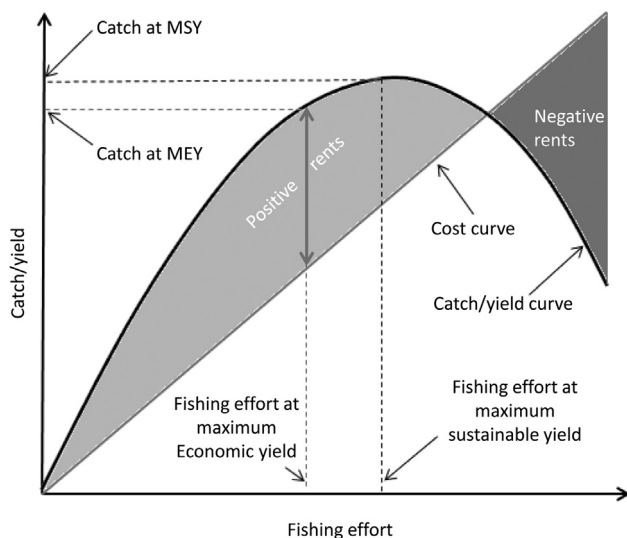 Catch at MSY
Catch at MEY
Catch/yield
Positive
rents
Negative
rents
Cost curve
Catch/yield curve
Fishing effort at
maximum
Economic yield
Fishing effort at
maximum
sustainable yield
Fishing effort